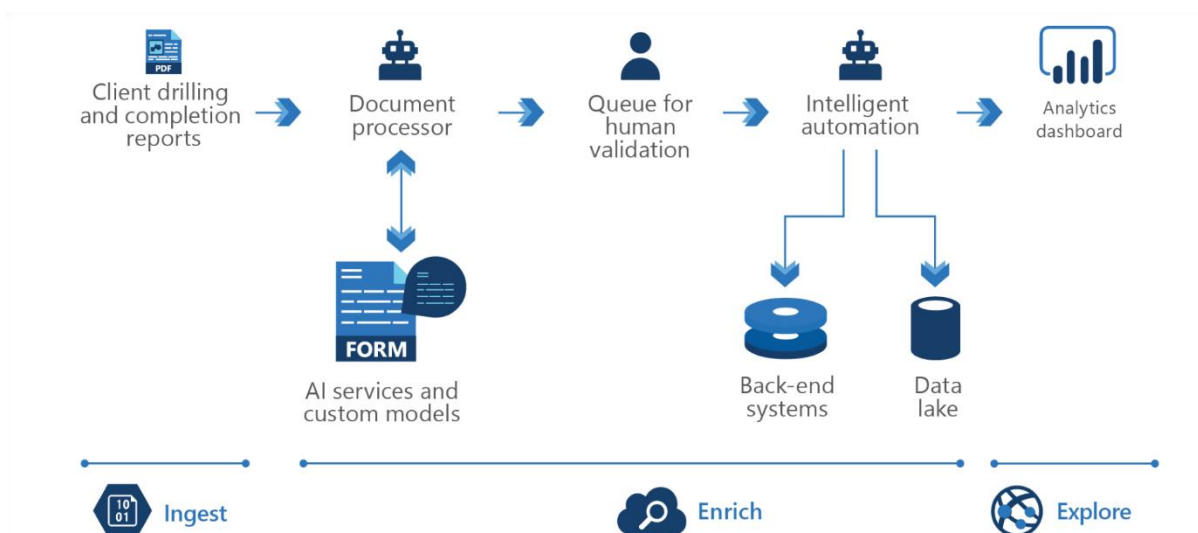 PDF
Client drilling
and completion
reports
Document
processor
Queue for
human
validation
Intelligent
automation
Analytics
dashboard
FORM
AI services and
custom models
Back-end
systems
Data
lake
10
01
Ingest
Enrich
Explore